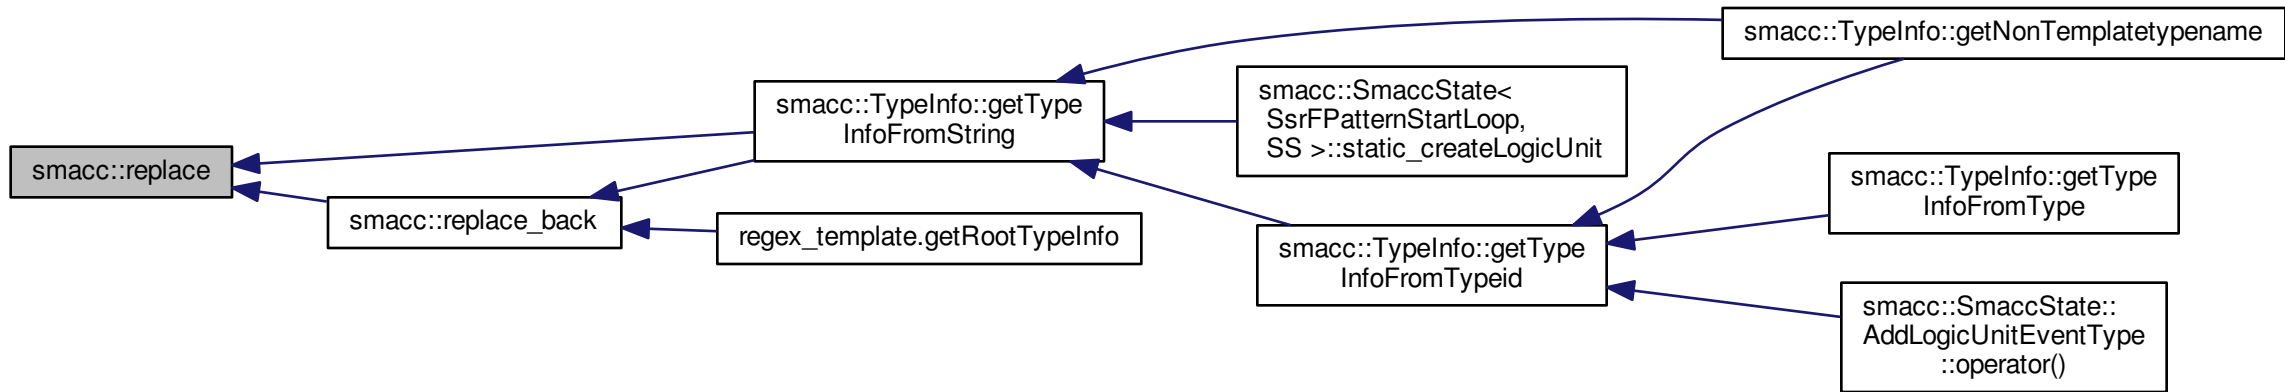 smacc::replace
smacc::replace_back
smacc::TypeInfo::getType
InfoFromString
regex_template.getRootTypeInfo
smacc::SmaccState<
SsrFPatternStartLoop,
SS >::static_createLogicUnit
smacc::TypeInfo::getType
InfoFromTypeid
smacc::TypeInfo::getNonTemplatetypename
smacc::TypeInfo::getType
InfoFromType
smacc::SmaccState::
AddLogicUnitEventType
::operator()